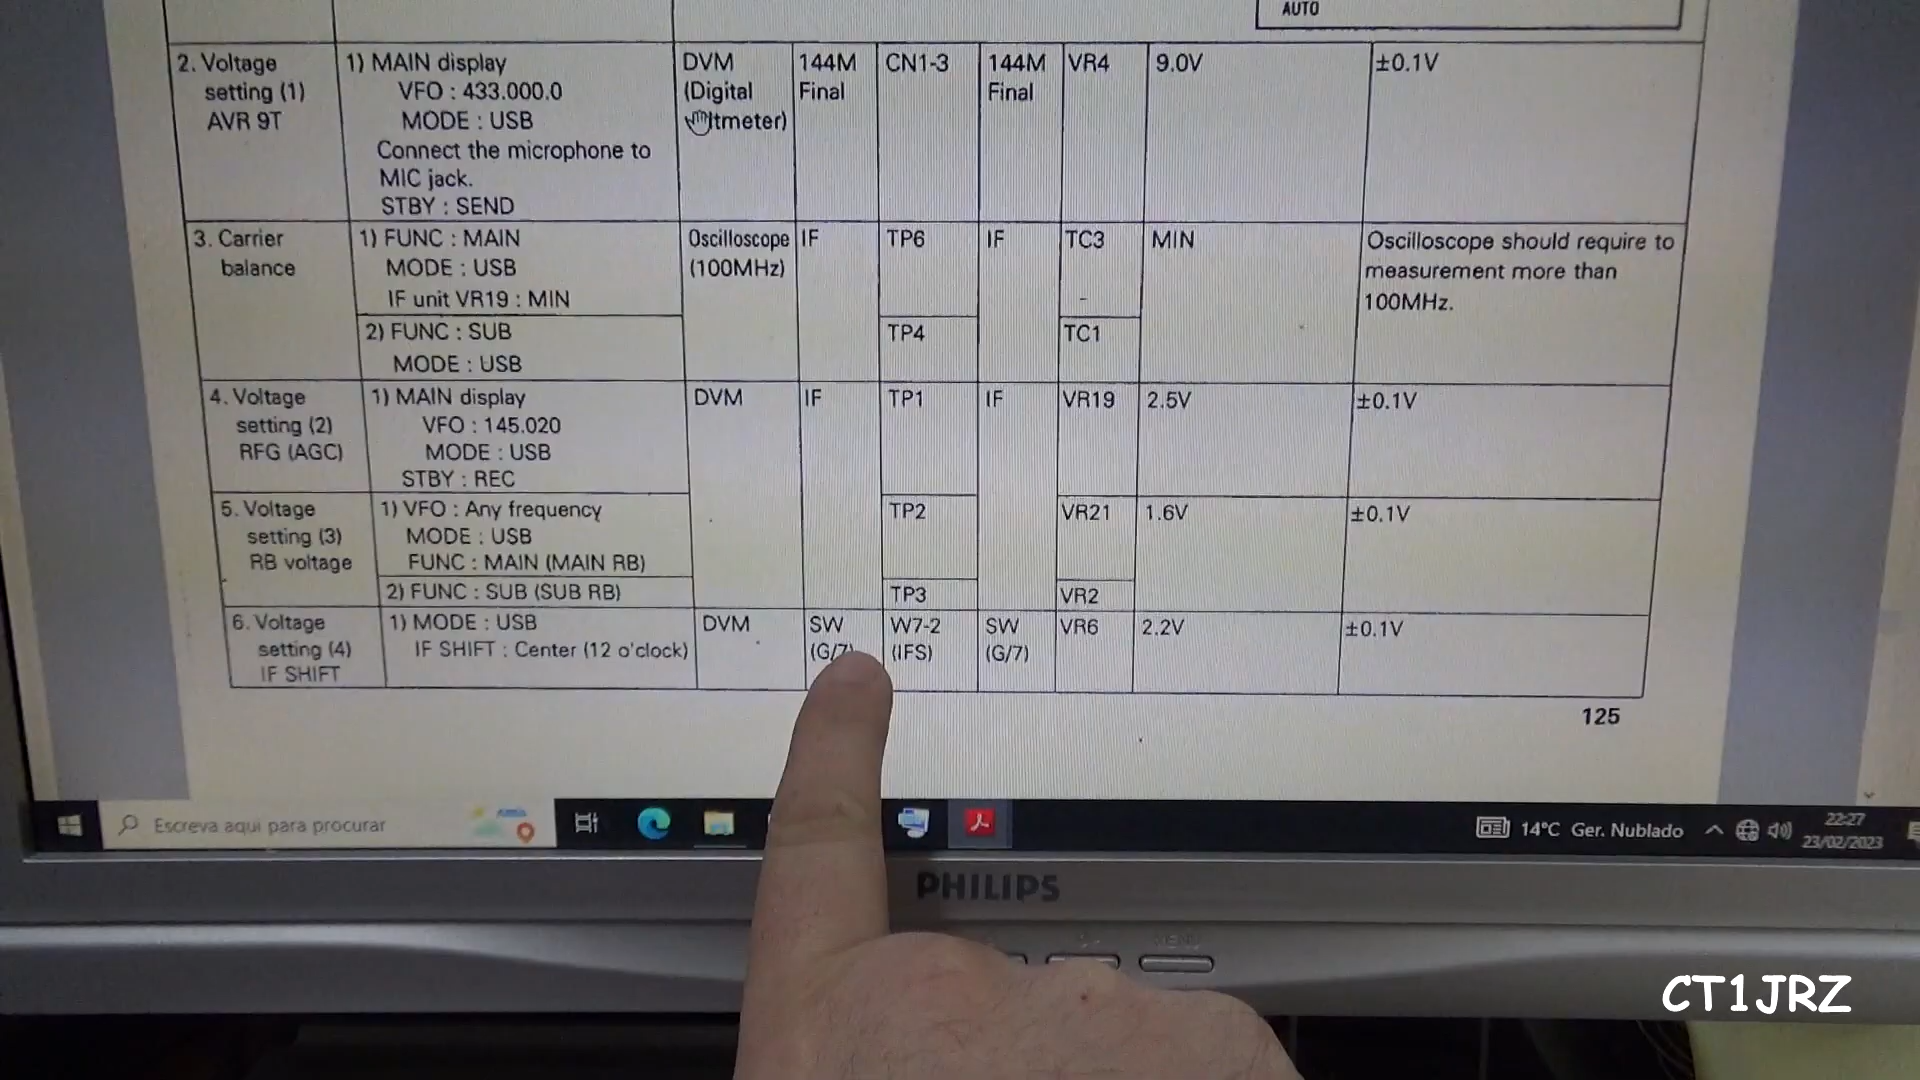 AUTO
2. Voltage
setting (1)
AVR 9T
1) MAIN display
VFO : 433.000.0
MODE : USB
Connect the microphone to
MIC jack.
STBY : SEND
DVM
(Digital
ltmeter)
144M
Final
CN1-3
144M
Final
VR4
9.0V
±0.1V
3. Carrier
balance
1) FUNC : MAIN
MODE : USB
IF unit VR19 : MIN
2) FUNC : SUB
MODE : USB
Oscilloscope
(100MHz)
IF
TP6
TP4
IF
TC3
TC1
MIN
Oscilloscope should require to
measurement more than
100MHz.
4. Voltage
setting (2)
RFG (AGC)
1) MAIN display
VFO : 145.020
MODE : USB
STBY : REC
DVM
IF
TP1
IF
VR19
2.5V
±0.1V
5. Voltage
setting (3)
RB voltage
1) VFO : Any frequency
MODE : USB
FUNC : MAIN (MAIN RB)
2) FUNC : SUB (SUB RB)
TP2
TP3
VR21
VR2
1.6V
±0.1V
6. Voltage
setting (4)
IF SHIFT
1) MODE : USB
IF SHIFT : Center (12 o'clock)
DVM
SW
(G/7)
W7-2
(IFS)
SW
(G/7)
VR6
2.2V
±0.1V
125
Escreva aqui para procurar
14°C Ger. Nublado
22:27
23/02/2023
PHILIPS
MENU
CT1JRZ